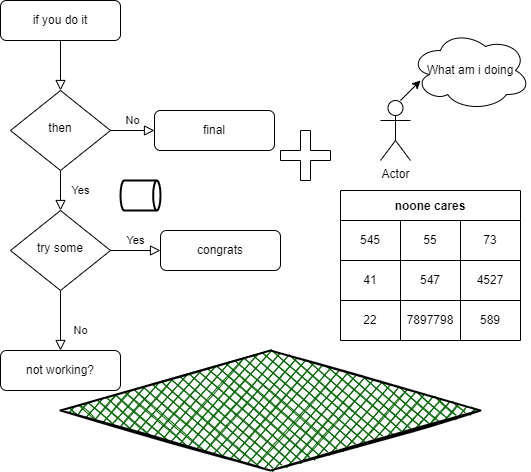 if you do it
What am i doing
then
No
final
Actor
Yes
noone cares
try some
Yes
congrats
545 55 73
41 547 4527
22 7897798 589
No
not working?